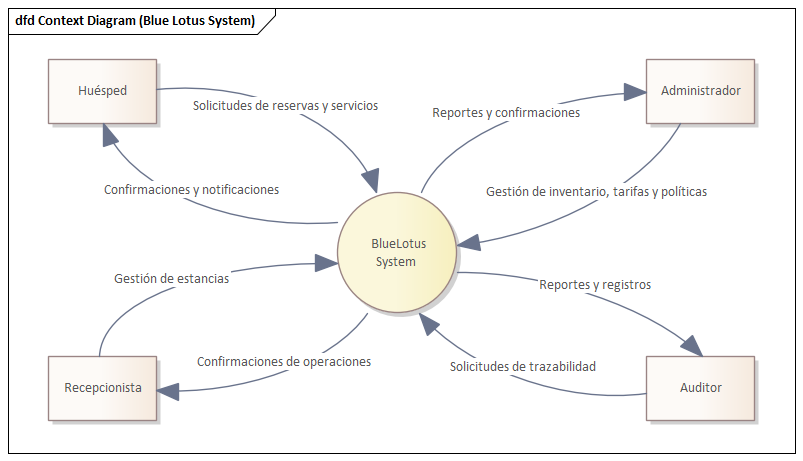 dfd Context Diagram (Blue Lotus System)
Huésped
Administrador
Solicitudes de reservas y servicios
Reportes y confirmaciones
Confirmaciones y notificaciones
Gestión de inventario, tarifas y políticas
BlueLotus
System
Gestión de estancias
Reportes y registros
Confirmaciones de operaciones
Solicitudes de trazabilidad
Recepcionista
Auditor